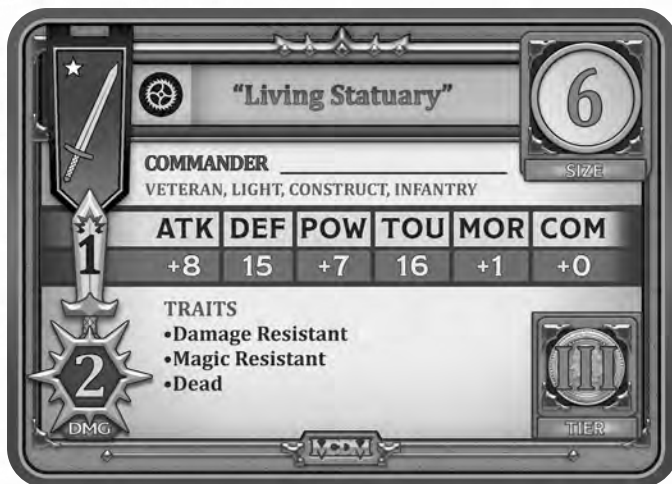 "Living Statuary"
6
SIZE
COMMANDER
VETERAN, LIGHT, CONSTRUCT, INFANTRY
ATK DEF POW TOU MOR COM
1
+8 15 +7 16 +1 +0
TRAITS
•Damage Resistant
•Magic Resistant
•Dead
2
DMG
III
TIER
MCDM